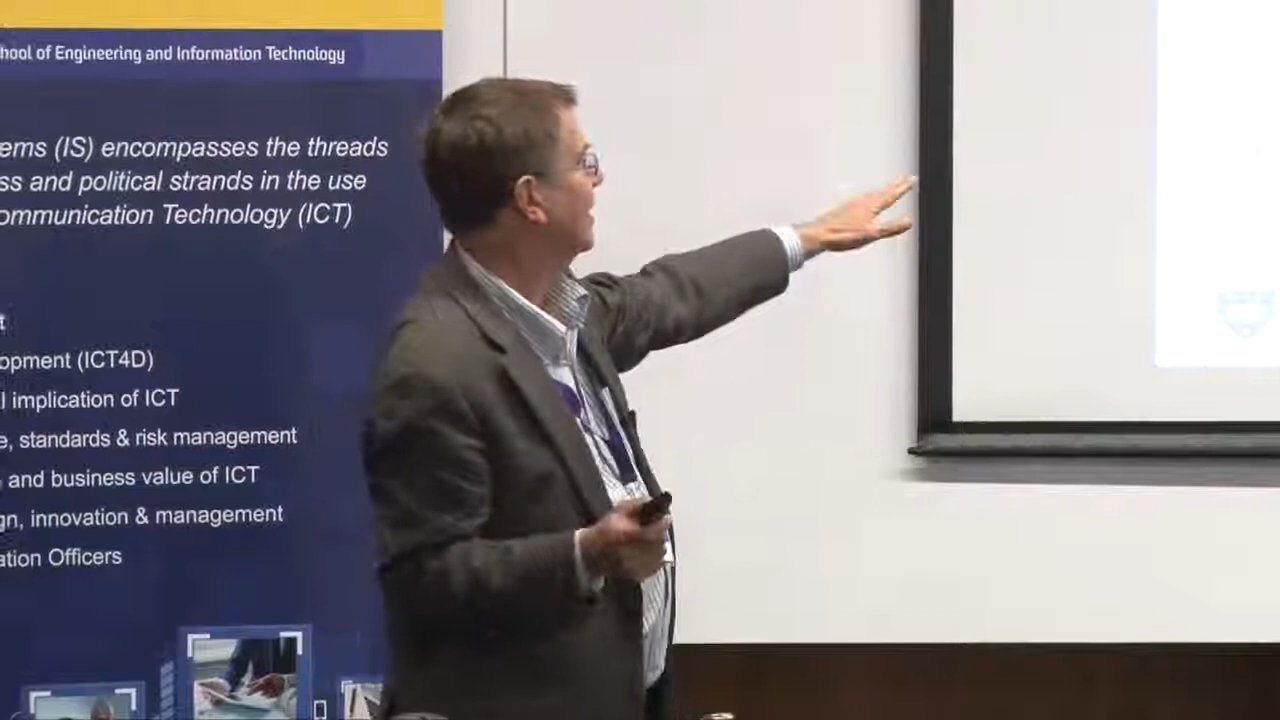 hool of Engineering and Information Technology
ems (IS) encompasses the threads
ss and political strands in the use
ommunication Technology (ICT)
t
opment (ICT4D)
l implication of ICT
e, standards & risk management
and business value of ICT
gn, innovation & management
ation Officers